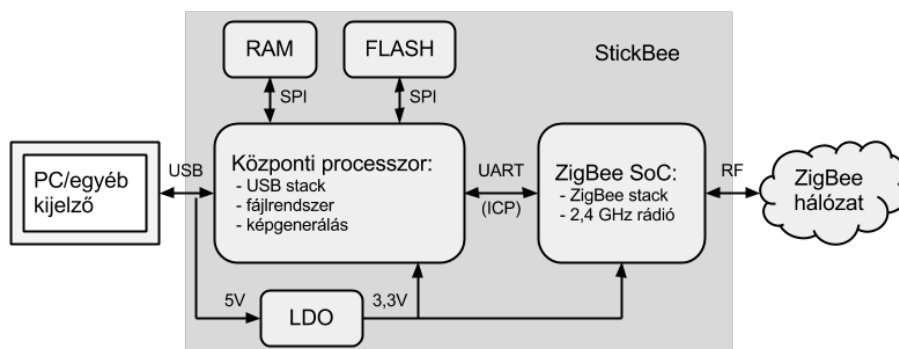 RAM
FLASH
StickBee
SPI
SPI
PC/egyéb
kijelző
USB
Központi processzor:
- USB stack
- fájlrendszer
- képgenerálás
UART
(ICP)
ZigBee SoC:
- ZigBee stack
- 2,4 GHz rádió
RF
ZigBee
hálózat
5V
LDO
3,3V